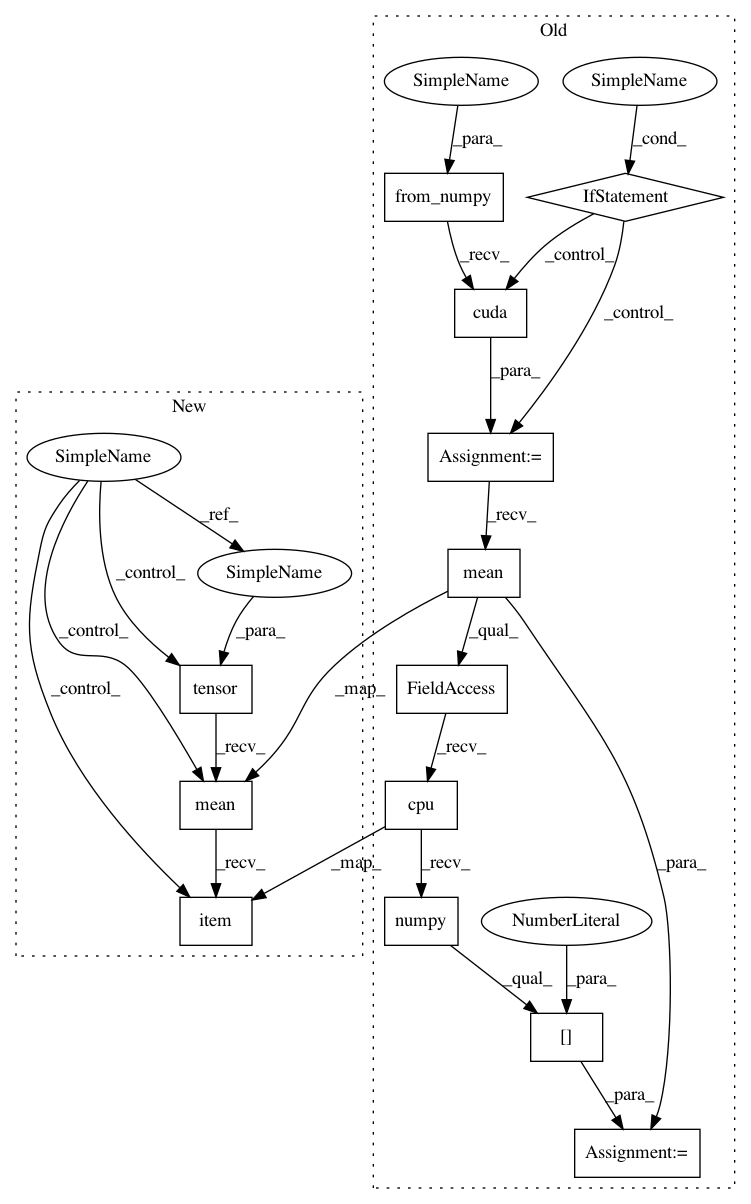 Old
SimpleName
SimpleName
_para_
_cond_
from_numpy
IfStatement
_recv_
_control_
cuda
_control_
_para_
New
Assignment:=
SimpleName
_recv_
_ref_
mean
SimpleName
_control_
_control_
_para_
_qual_
_control_
tensor
_map_
FieldAccess
_recv_
_recv_
mean
cpu
_recv_
_map_
_recv_
_para_
item
numpy
NumberLiteral
_qual_
_para_
[]
_para_
Assignment:=